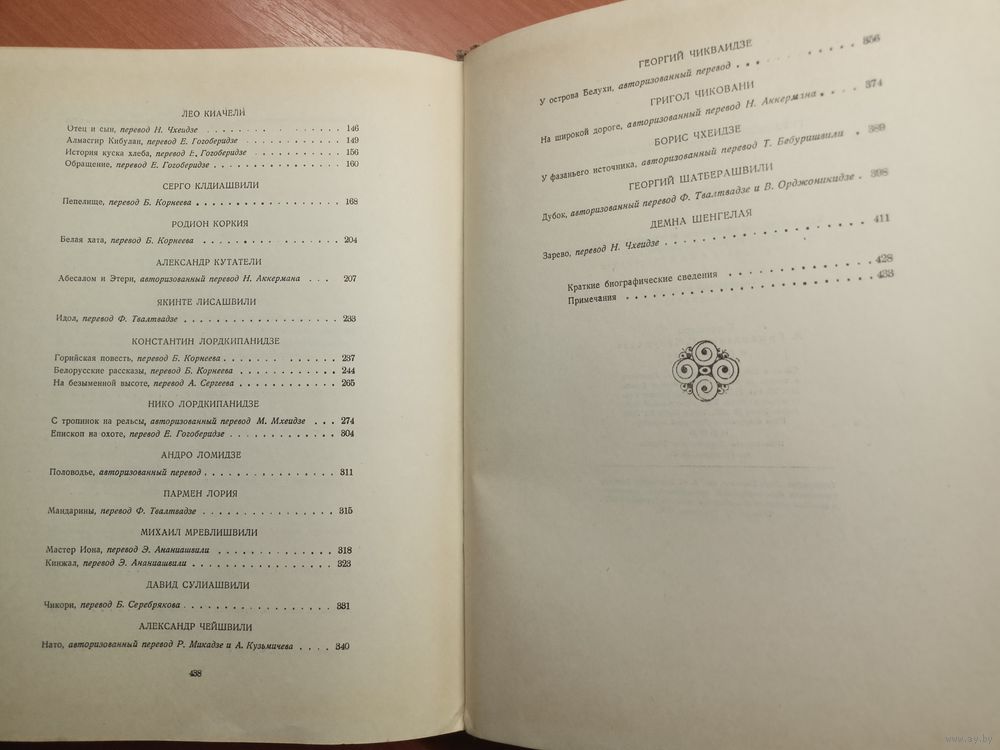 ЛЕО КИАЧЕЛИ
Отец и сын, перевод Н. Чхеидзе . . . . . . . . . . . . . 146
Алмасгир Кибулан, перевод Е. Гогоберидзе . . . . . . . . . 149
История куска хлеба, перевод Е. Гогоберидзе . . . . . . . . 156
Обращение, перевод Е. Гогоберидзе . . . . . . . . . . . . 160
СЕРГО КЛДИАШВИЛИ
Пепелище, перевод Б. Корнеева . . . . . . . . . . . . . 168
РОДИОН КОРКИЯ
Белая хата, перевод Б. Корнеева . . . . . . . . . . . . . 204
АЛЕКСАНДР КУТАТЕЛИ
Абесалом и Этери, авторизованный перевод Н. Аккермана . . . 207
ЯКИНТЕ ЛИСАШВИЛИ
Идол, перевод Ф. Твалтвадзе . . . . . . . . . . . . . . 233
КОНСТАНТИН ЛОРДКИПАНИДЗЕ
Горийская повесть, перевод Б. Корнеева . . . . . . . . . . 237
Белорусские рассказы, перевод Б. Корнеева . . . . . . . . . 244
На безыменной высоте, перевод А. Сергеева . . . . . . . . . 265
НИКО ЛОРДКИПАНИДЗЕ
С тропинок на рельсы, авторизованный перевод М. Мхеидзе . . . 274
Епископ на охоте, перевод Е. Гогоберидзе . . . . . . . . . . 304
АНДРО ЛОМИДЗЕ
Половодье, авторизованный перевод . . . . . . . . . . . . 311
ПАРМЕН ЛОРИЯ
Мандарины, перевод Ф. Твалтвадзе . . . . . . . . . . . . 315
МИХАИЛ МРЕВЛИШВИЛИ
Мастер Иона, перевод Э. Ананиашвили . . . . . . . . . . . 318
Кинжал, перевод Э. Ананиашвили . . . . . . . . . . . . . 323
ДАВИД СУЛИАШВИЛИ
Чикори, перевод Б. Серебрякова . . . . . . . . . . . . . . 331
АЛЕКСАНДР ЧЕЙШВИЛИ
Нато, авторизованный перевод Р. Микадзе и А. Кузьмичева . . . . 340
438
ГЕОРГИЙ ЧИКВАИДЗЕ
У острова Белухи, авторизованный перевод . . . . . . . . 356
ГРИГОЛ ЧИКОВАНИ
На широкой дороге, авторизованный перевод Н. Аккермана . . . . 374
БОРИС ЧХЕИДЗЕ
У фазаньего источника, авторизованный перевод Т. Бебуришвили . . 389
ГЕОРГИЙ ШАТБЕРАШВИЛИ
Дубок, авторизованный перевод Ф. Твалтвадзе и В. Орджоникидзе . . 398
ДЕМНА ШЕНГЕЛАЯ
Зарево, перевод Н. Чхеидзе . . . . . . . . . . . . . . . 411
Краткие биографические сведения . . . . . . . . . . . . 428
Примечания . . . . . . . . . . . . . . . . . . . . . 433
www.ay.by